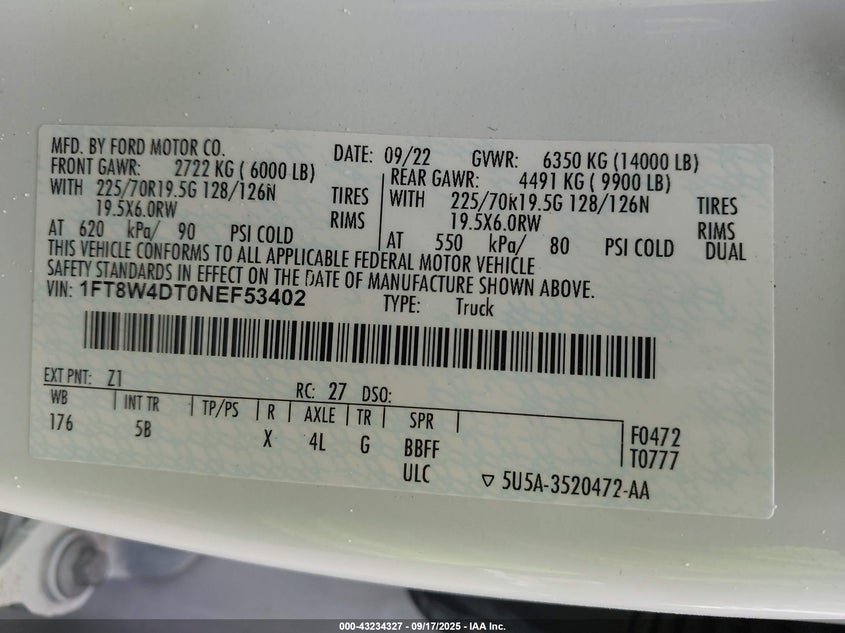 MFD. BY FORD MOTOR CO.
DATE: 09/22 GVWR: 6350 KG (14000 LB)
FRONT GAWR: 2722 KG ( 6000 LB)
WITH 225/70R19.5G 128/126N TIRES
19.5X6.0RW RIMS
AT 620 kPa/ 90 PSI COLD
REAR GAWR: 4491 KG ( 9900 LB)
WITH 225/70R19.5G 128/126N TIRES
19.5X6.0RW RIMS
AT 550 kPa/ 80 PSI COLD DUAL
THIS VEHICLE CONFORMS TO ALL APPLICABLE FEDERAL MOTOR VEHICLE
SAFETY STANDARDS IN EFFECT ON THE DATE OF MANUFACTURE SHOWN ABOVE.
VIN: 1FT8W4DT0NEF53402 TYPE: Truck
EXT PNT: Z1 RC: 27 DSO:
WB INT TR TP/PS R AXLE TR SPR
176 5B X 4L G BBFF
ULC
F0472
T0777
5U5A-3520472-AA
000-43234327 - 09/17/2025 - IAA Inc.